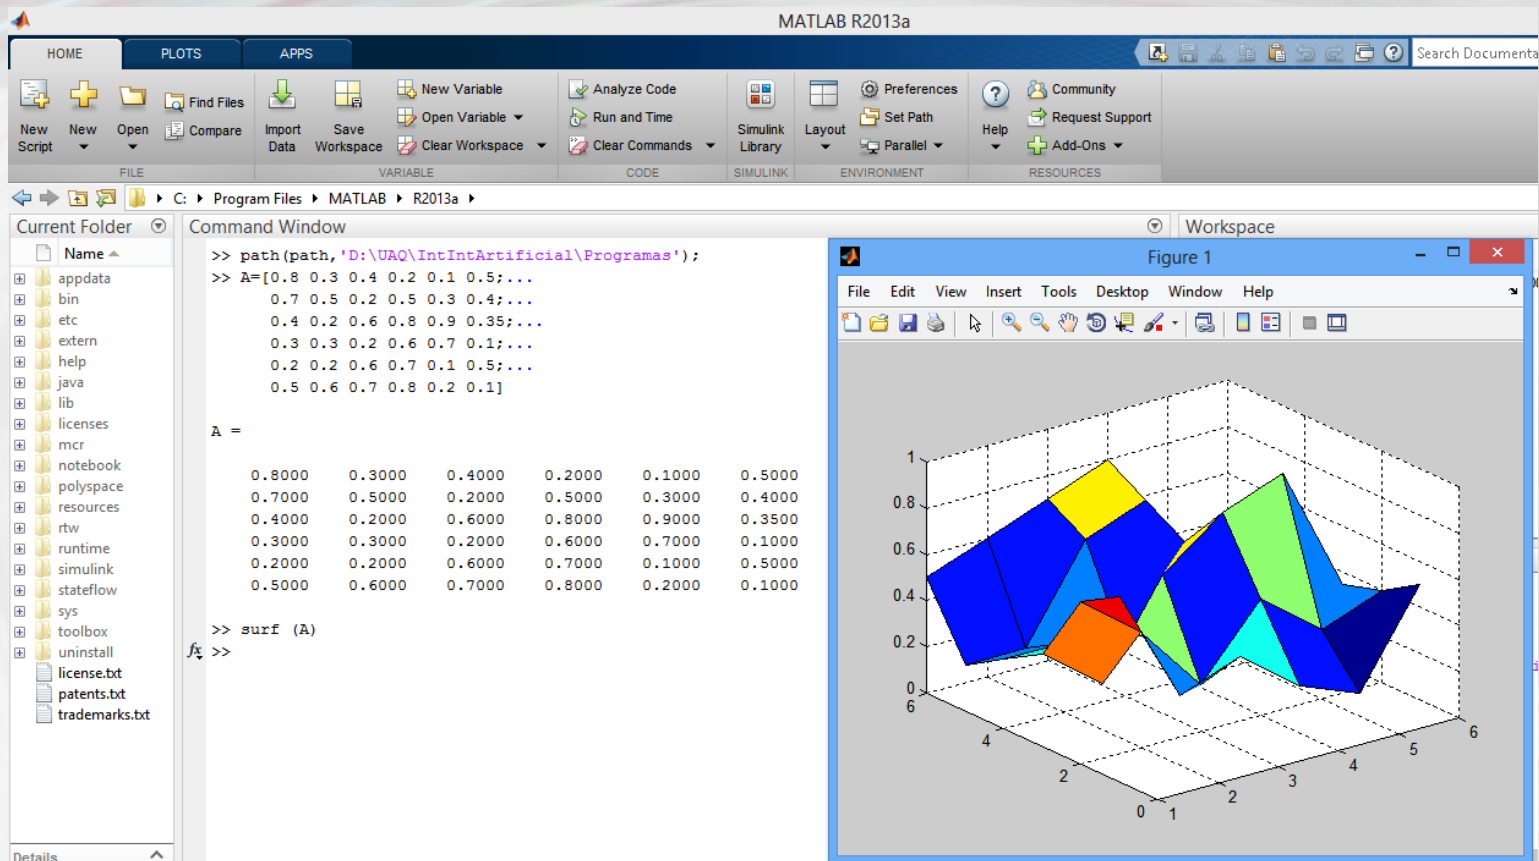 MATLAB R2013a
HOME PLOTS APPS
Search Documenta
New Script
New
Open
Find Files
Compare
Import Data
Save Workspace
New Variable
Open Variable
Clear Workspace
Analyze Code
Run and Time
Clear Commands
Simulink Library
Layout
Preferences
Set Path
Parallel
Help
Community
Request Support
Add-Ons
FILE VARIABLE CODE SIMULINK ENVIRONMENT RESOURCES
C: Program Files MATLAB R2013a
Current Folder
Name
appdata
bin
etc
extern
help
java
lib
licenses
mcr
notebook
polyspace
resources
rtw
runtime
simulink
stateflow
sys
toolbox
uninstall
license.txt
patents.txt
trademarks.txt
Details
Command Window
>> path(path,'D:\UAQ\IntIntArtificial\Programas');
>> A=[0.8 0.3 0.4 0.2 0.1 0.5;...
0.7 0.5 0.2 0.5 0.3 0.4;...
0.4 0.2 0.6 0.8 0.9 0.35;...
0.3 0.3 0.2 0.6 0.7 0.1;...
0.2 0.2 0.6 0.7 0.1 0.5;...
0.5 0.6 0.7 0.8 0.2 0.1]
A =
0.8000 0.3000 0.4000 0.2000 0.1000 0.5000
0.7000 0.5000 0.2000 0.5000 0.3000 0.4000
0.4000 0.2000 0.6000 0.8000 0.9000 0.3500
0.3000 0.3000 0.2000 0.6000 0.7000 0.1000
0.2000 0.2000 0.6000 0.7000 0.1000 0.5000
0.5000 0.6000 0.7000 0.8000 0.2000 0.1000
>> surf (A)
fx >>
Workspace
Figure 1
File Edit View Insert Tools Desktop Window Help
1
0.8
0.6
0.4
0.2
0
6
4
2
0
1
2
3
4
5
6